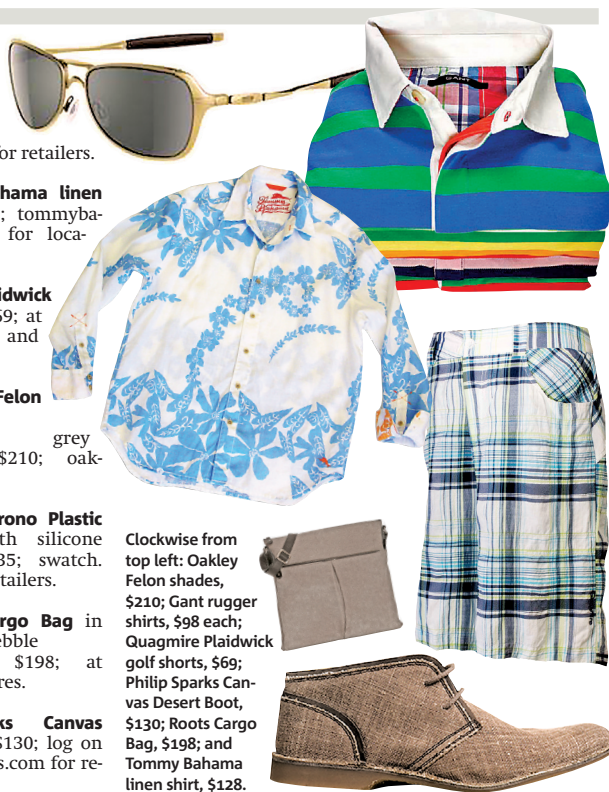 or retailers.
ahama linen
; tommyba-
for loca-
idwick
69; at
and
Felon
grey
$210; oak-
rono Plastic
th silicone
35; swatch.
tailers.
rgo Bag in
ebble
$198; at
res.
ks Canvas
$130; log on
s.com for re-
Clockwise from
top left: Oakley
Felon shades,
$210; Gant rugger
shirts, $98 each;
Quagmire Plaidwick
golf shorts, $69;
Philip Sparks Can-
vas Desert Boot,
$130; Roots Cargo
Bag, $198; and
Tommy Bahama
linen shirt, $128.
GANT